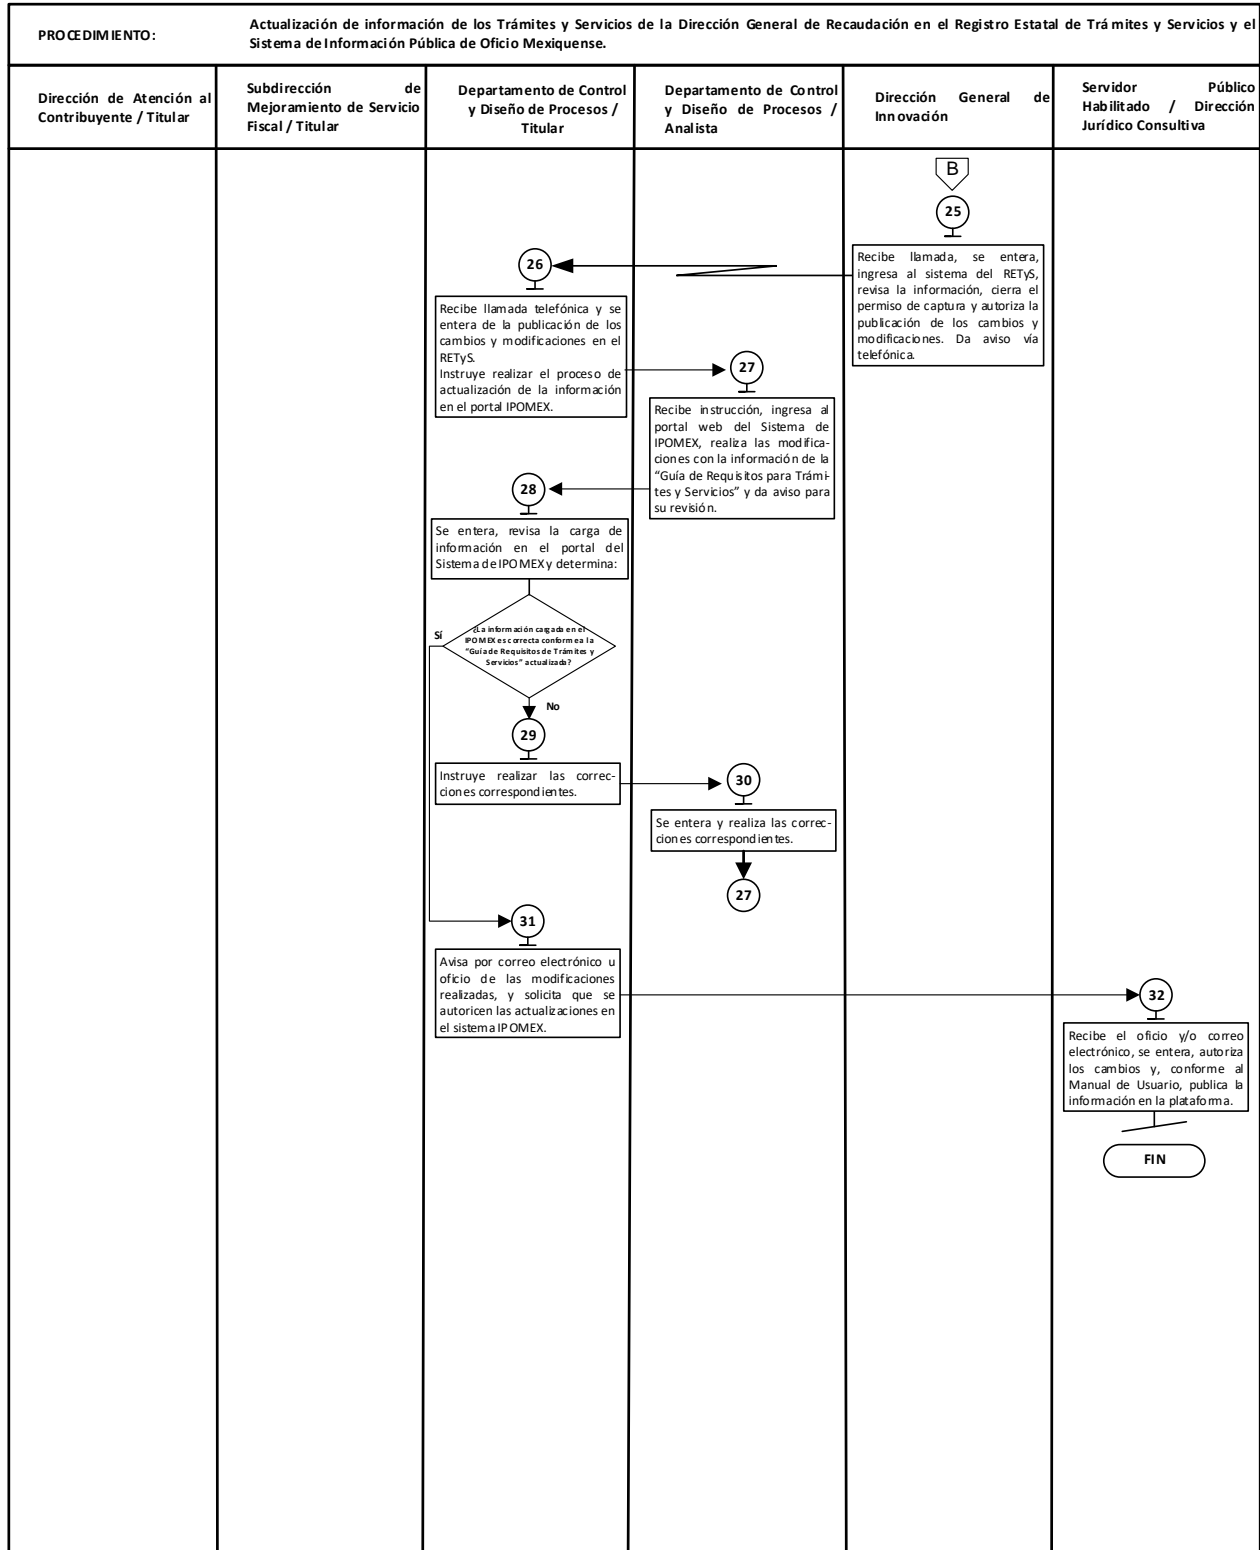 PROCEDIMIENTO:
Actualización de información de los Trámites y Servicios de la Dirección General de Recaudación en el Registro Estatal de Trámites y Servicios y el
Sistema de Información Pública de Oficio Mexiquense.
Dirección de Atención al
Contribuyente / Titular
Subdirección de
Mejoramiento de Servicio
Fiscal / Titular
Departamento de Control
y Diseño de Procesos /
Titular
Departamento de Control
y Diseño de Procesos /
Analista
Dirección General de
Innovación
Servidor Público
Habilitado / Dirección
Jurídico Consultiva
B
25
Recibe llamada, se entera,
ingresa al sistema del RETyS,
revisa la información, cierra el
permiso de captura y autoriza la
publicación de los cambios y
modificaciones. Da aviso vía
telefónica.
26
Recibe llamada telefónica y se
entera de la publicación de los
cambios y modificaciones en el
RETyS.
Instruye realizar el proceso de
actualización de la información
en el portal IPOMEX.
27
Recibe instrucción, ingresa al
portal web del Sistema de
IPOMEX, realiza las modifica-
ciones con la información de la
“Guía de Requisitos para Trámi-
tes y Servicios” y da aviso para
su revisión.
28
Se entera, revisa la carga de
información en el portal del
Sistema de IPOMEX y determina:
¿La información cargada en el
IPOMEX es correcta conforme a la
“Guía de Requisitos de Trámites y
Servicios” actualizada?
Sí
No
29
Instruye realizar las correc-
ciones correspondientes.
30
Se entera y realiza las correc-
ciones correspondientes.
27
31
Avisa por correo electrónico u
oficio de las modificaciones
realizadas, y solicita que se
autoricen las actualizaciones en
el sistema IPOMEX.
32
Recibe el oficio y/o correo
electrónico, se entera, autoriza
los cambios y, conforme al
Manual de Usuario, publica la
información en la plataforma.
FIN